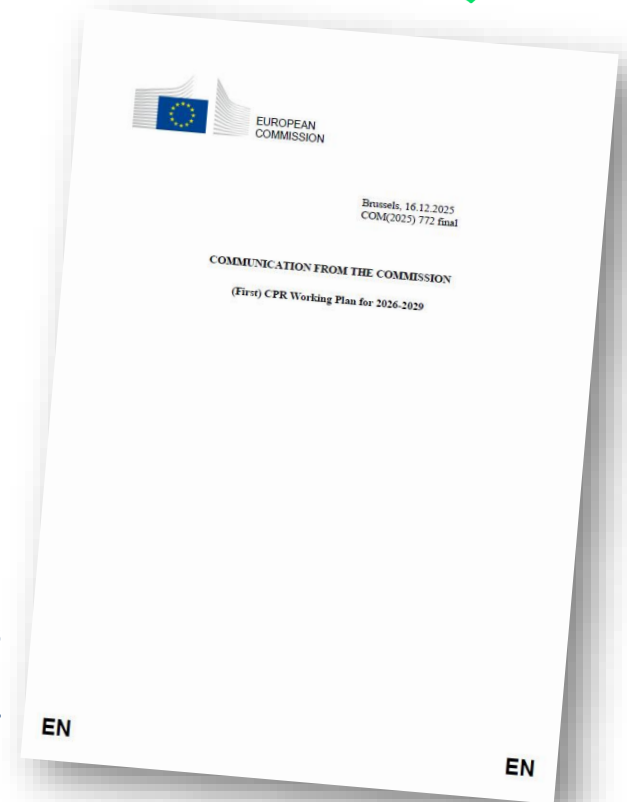 EUROPEAN
COMMISSION
Brussels, 16.12.2025
COM(2025) 772 final
COMMUNICATION FROM THE COMMISSION
(First) CPR Working Plan for 2026-2029
EN
EN